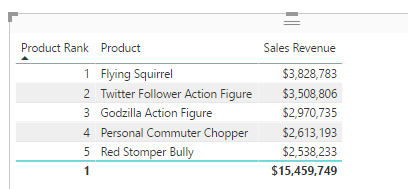 Product Rank Product Sales Revenue
1 Flying Squirrel $3,828,783
2 Twitter Follower Action Figure $3,508,806
3 Godzilla Action Figure $2,970,735
4 Personal Commuter Chopper $2,613,193
5 Red Stomper Bully $2,538,233
1 $15,459,749